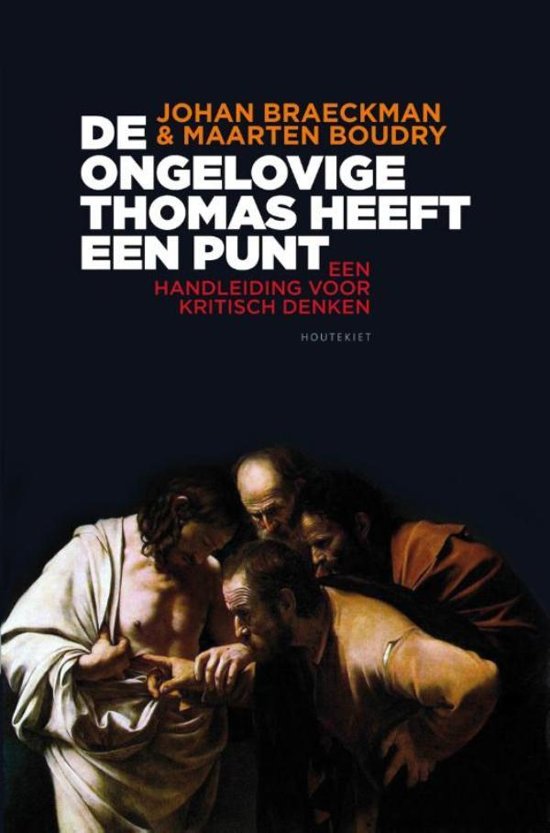 JOHAN BRAECKMAN
& MAARTEN BOUDRY
DE
ONGELOVIGE
THOMAS HEEFT
EEN PUNT
EEN
HANDLEIDING VOOR
KRITISCH DENKEN
HOUTEKIET